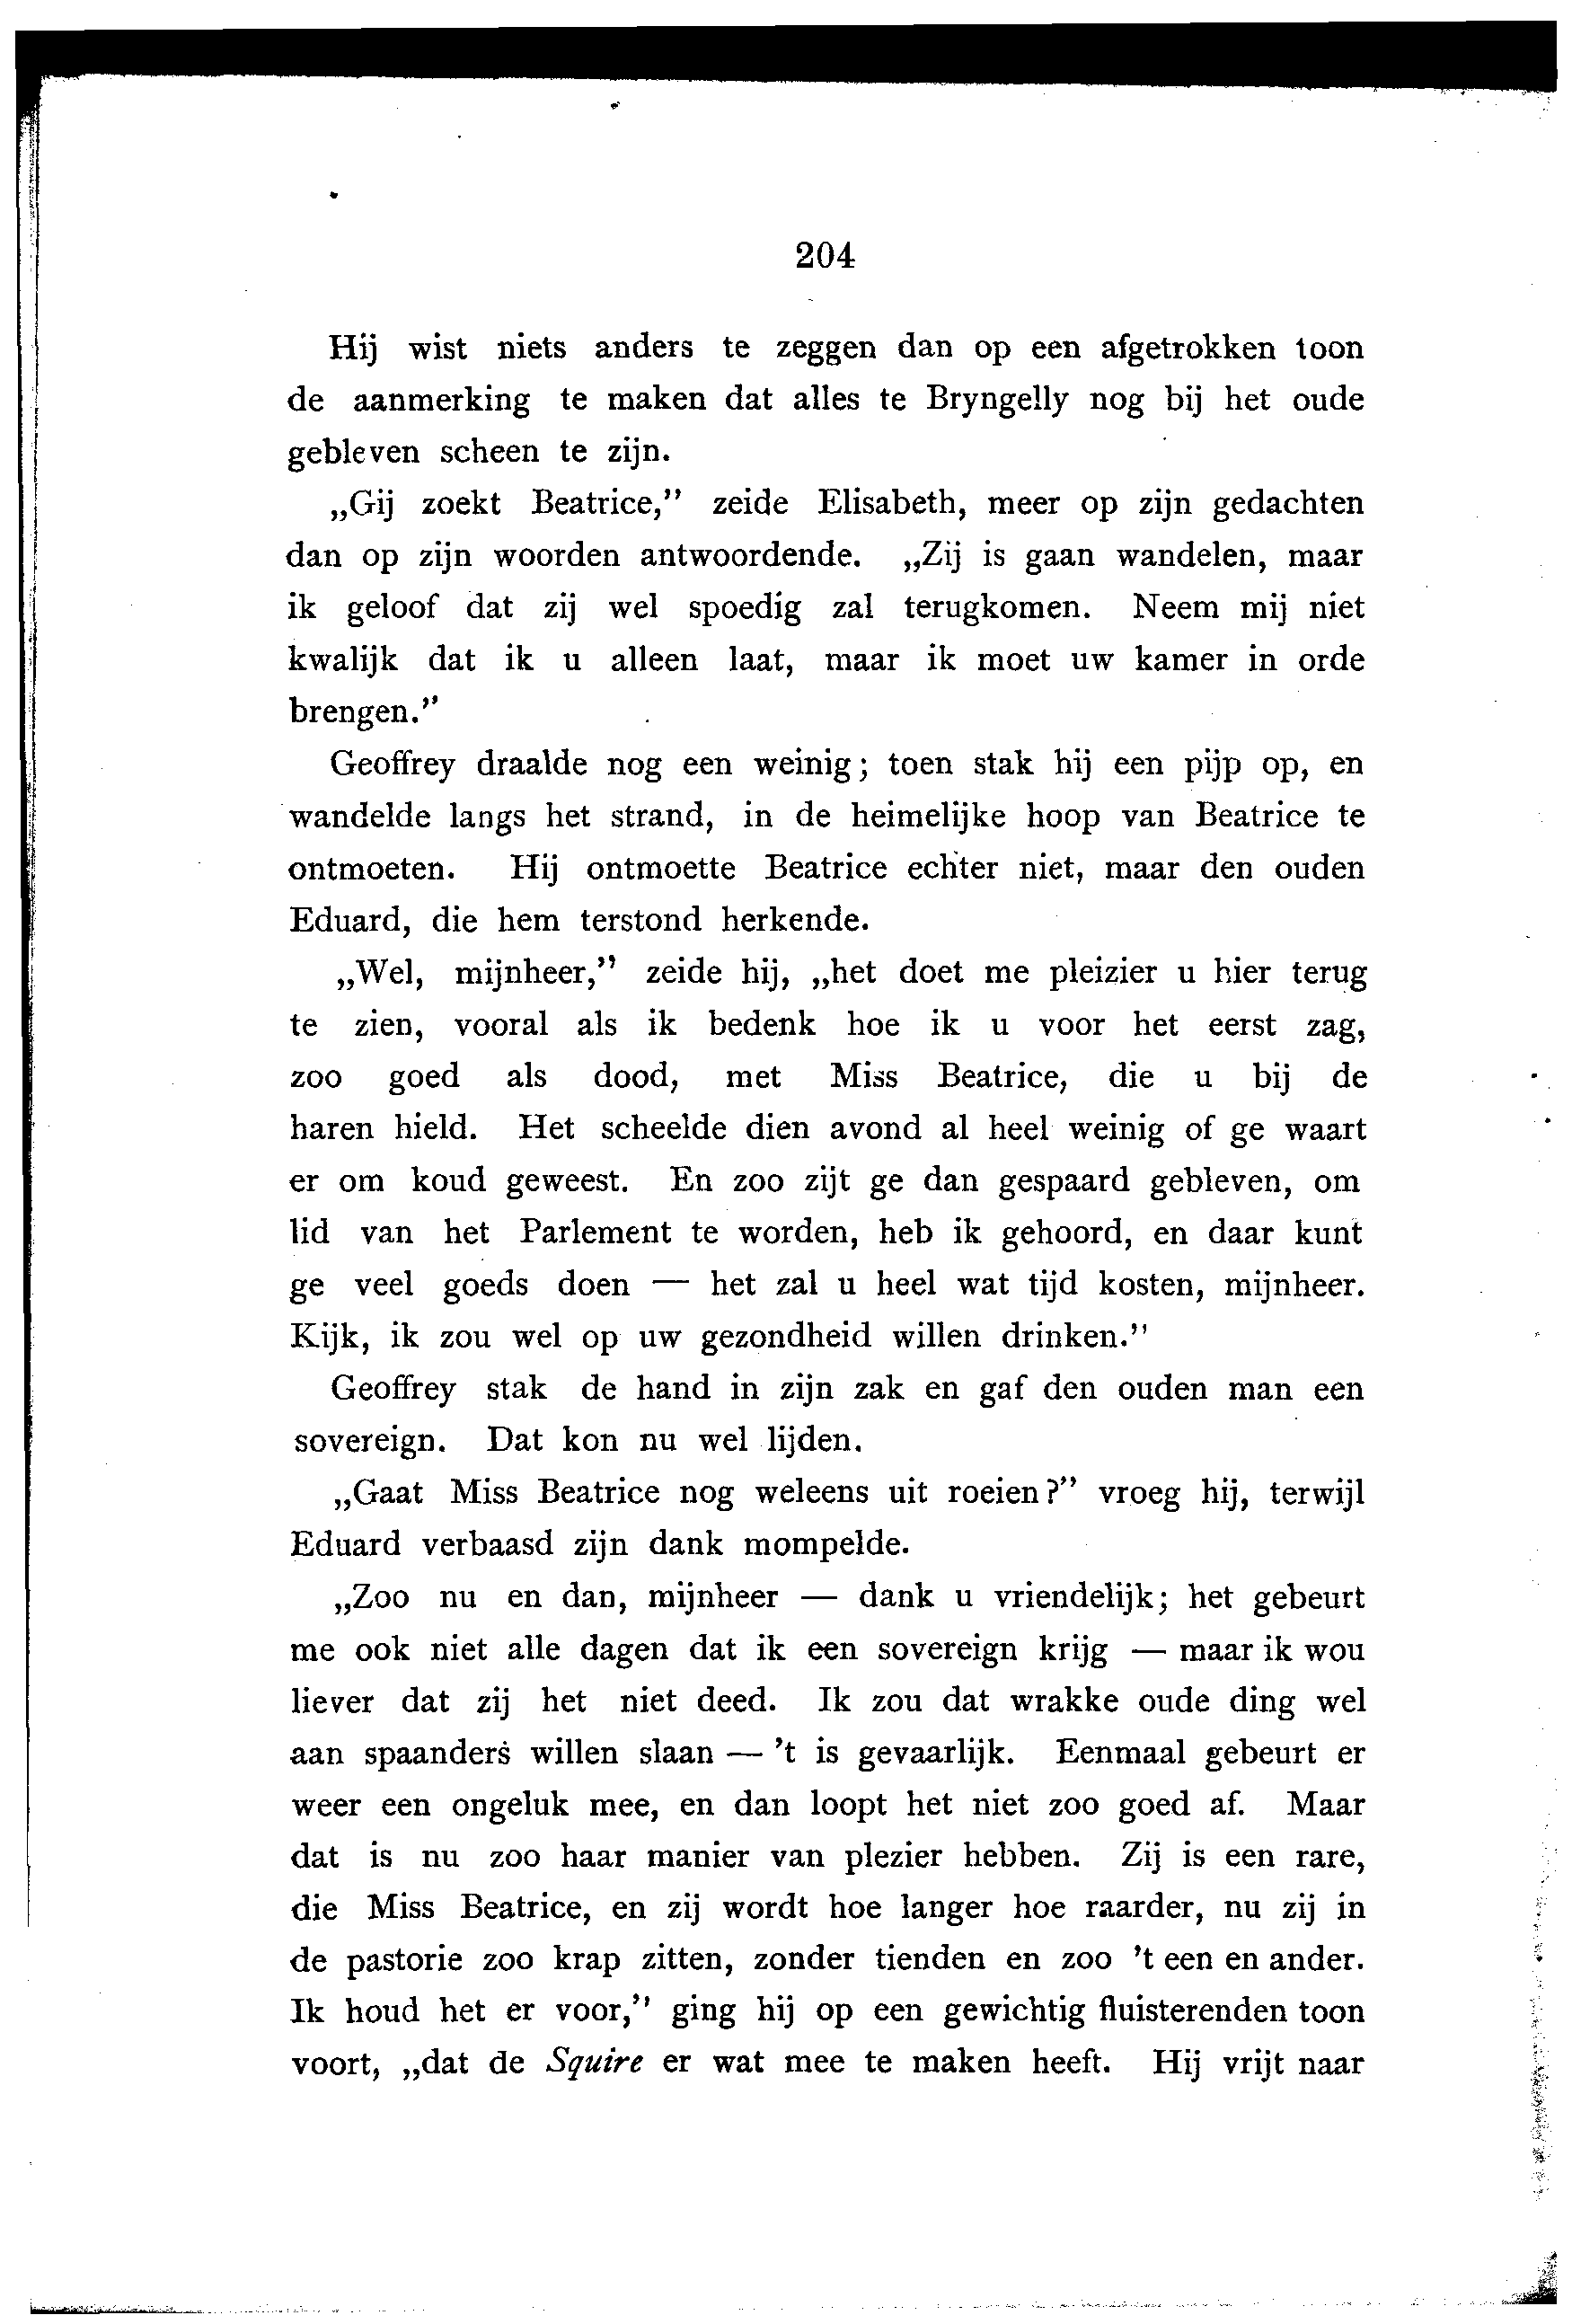 204
Hij wist niets anders te zeggen dan op een afgetrokken toon
de aanmerking te maken dat alles te Bryngelly nog bij het oude
gebleven scheen te zijn.
„Gij zoekt Beatrice,” zeide Elisabeth, meer op zijn gedachten
dan op zijn woorden antwoordende. „Zij is gaan wandelen, maar
ik geloof dat zij wel spoedig zal terugkomen. Neem mij niet
kwalijk dat ik u alleen laat, maar ik moet uw kamer in orde
brengen.”
Geoffrey draalde nog een weinig; toen stak hij een pijp op, en
wandelde langs het strand, in de heimelijke hoop van Beatrice te
ontmoeten. Hij ontmoette Beatrice echter niet, maar den ouden
Eduard, die hem terstond herkende.
„Wel, mijnheer,” zeide hij, „het doet me pleizier u hier terug
te zien, vooral als ik bedenk hoe ik u voor het eerst zag,
zoo goed als dood, met Miss Beatrice, die u bij de
haren hield. Het scheelde dien avond al heel weinig of ge waart
er om koud geweest. En zoo zijt ge dan gespaard gebleven, om
lid van het Parlement te worden, heb ik gehoord, en daar kunt
ge veel goeds doen — het zal u heel wat tijd kosten, mijnheer.
Kijk, ik zou wel op uw gezondheid willen drinken.”
Geoffrey stak de hand in zijn zak en gaf den ouden man een
sovereign. Dat kon nu wel lijden.
„Gaat Miss Beatrice nog weleens uit roeien?” vroeg hij, terwijl
Eduard verbaasd zijn dank mompelde.
„Zoo nu en dan, mijnheer — dank u vriendelijk; het gebeurt
me ook niet alle dagen dat ik een sovereign krijg — maar ik wou
liever dat zij het niet deed. Ik zou dat wrakke oude ding wel
aan spaanders willen slaan — 't is gevaarlijk. Eenmaal gebeurt er
weer een ongeluk mee, en dan loopt het niet zoo goed af. Maar
dat is nu zoo haar manier van plezier hebben. Zij is een rare,
die Miss Beatrice, en zij wordt hoe langer hoe raarder, nu zij in
de pastorie zoo krap zitten, zonder tienden en zoo 't een en ander.
Ik houd het er voor,” ging hij op een gewichtig fluisterenden toon
voort, „dat de Squire er wat mee te maken heeft. Hij vrijt naar